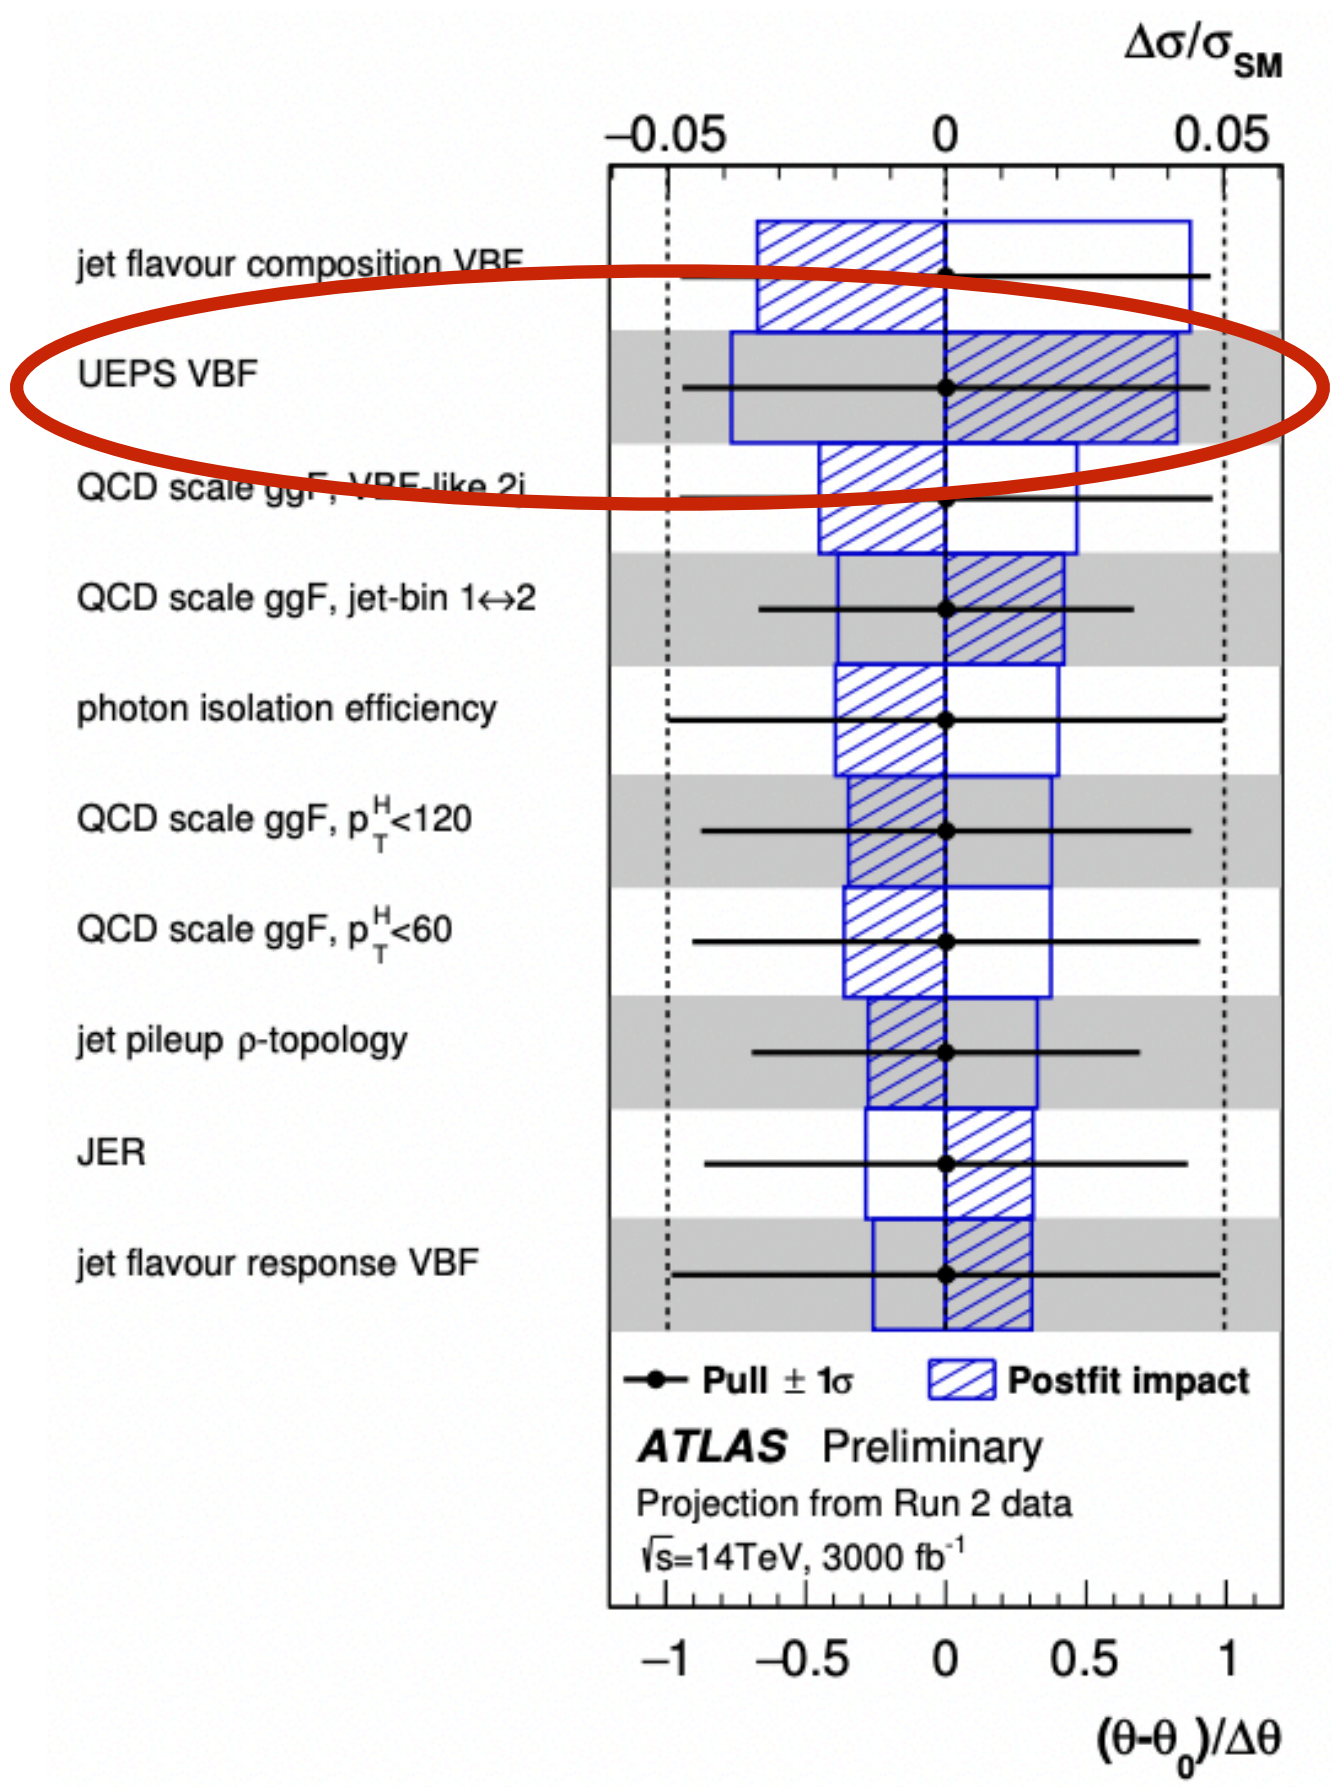 Δσ/σSM
−0.05 0 0.05
jet flavour composition VBF
UEPS VBF
QCD scale ggF, VBF-like 2j
QCD scale ggF, jet-bin 1↔2
photon isolation efficiency
QCD scale ggF, pTH<120
QCD scale ggF, pTH<60
jet pileup ρ-topology
JER
jet flavour response VBF
Pull ± 1σ Postfit impact
ATLAS Preliminary
Projection from Run 2 data
√s=14TeV, 3000 fb-1
−1 −0.5 0 0.5 1
(θ-θ0)/Δθ